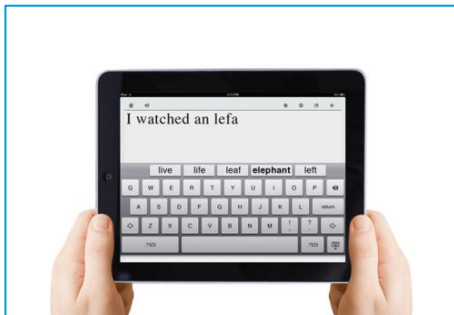 I watched an lefa
live life leaf elephant left
Q W E R T Y U I O P
A S D F G H J K L return
Z X C V B N M ! , ? .
.?123 .?123